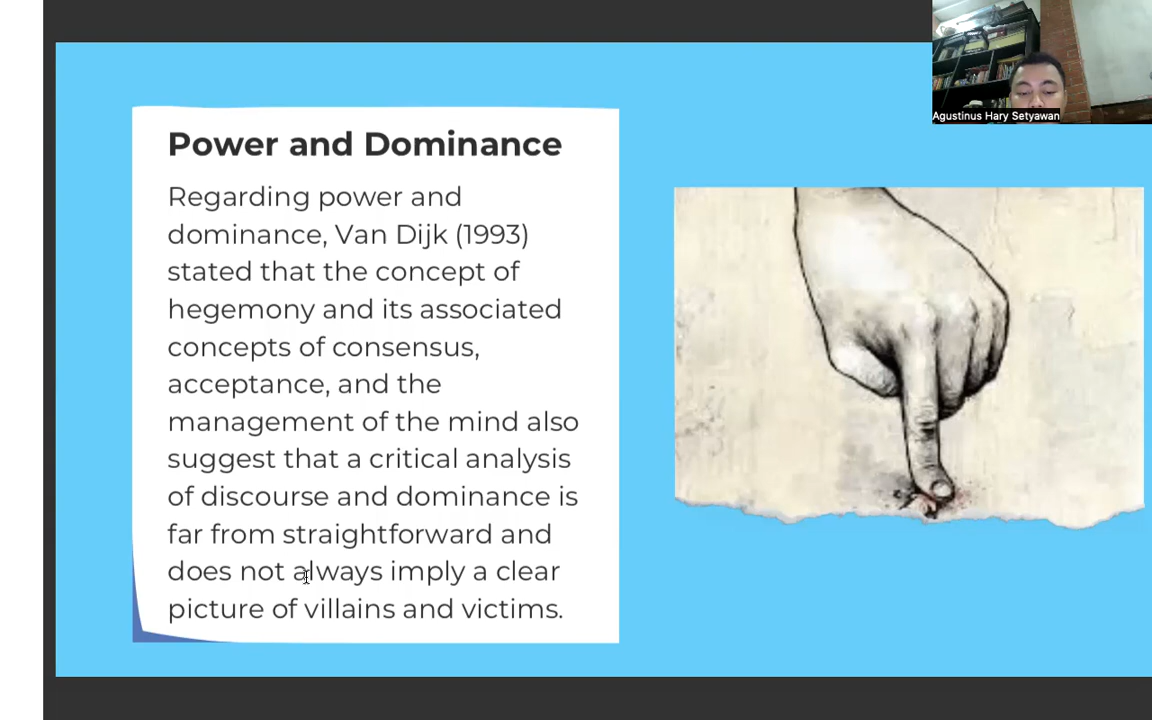 Power and Dominance
Regarding power and
dominance, Van Dijk (1993)
stated that the concept of
hegemony and its associated
concepts of consensus,
acceptance, and the
management of the mind also
suggest that a critical analysis
of discourse and dominance is
far from straightforward and
does not always imply a clear
picture of villains and victims.
Agustinus Hary Setyawan